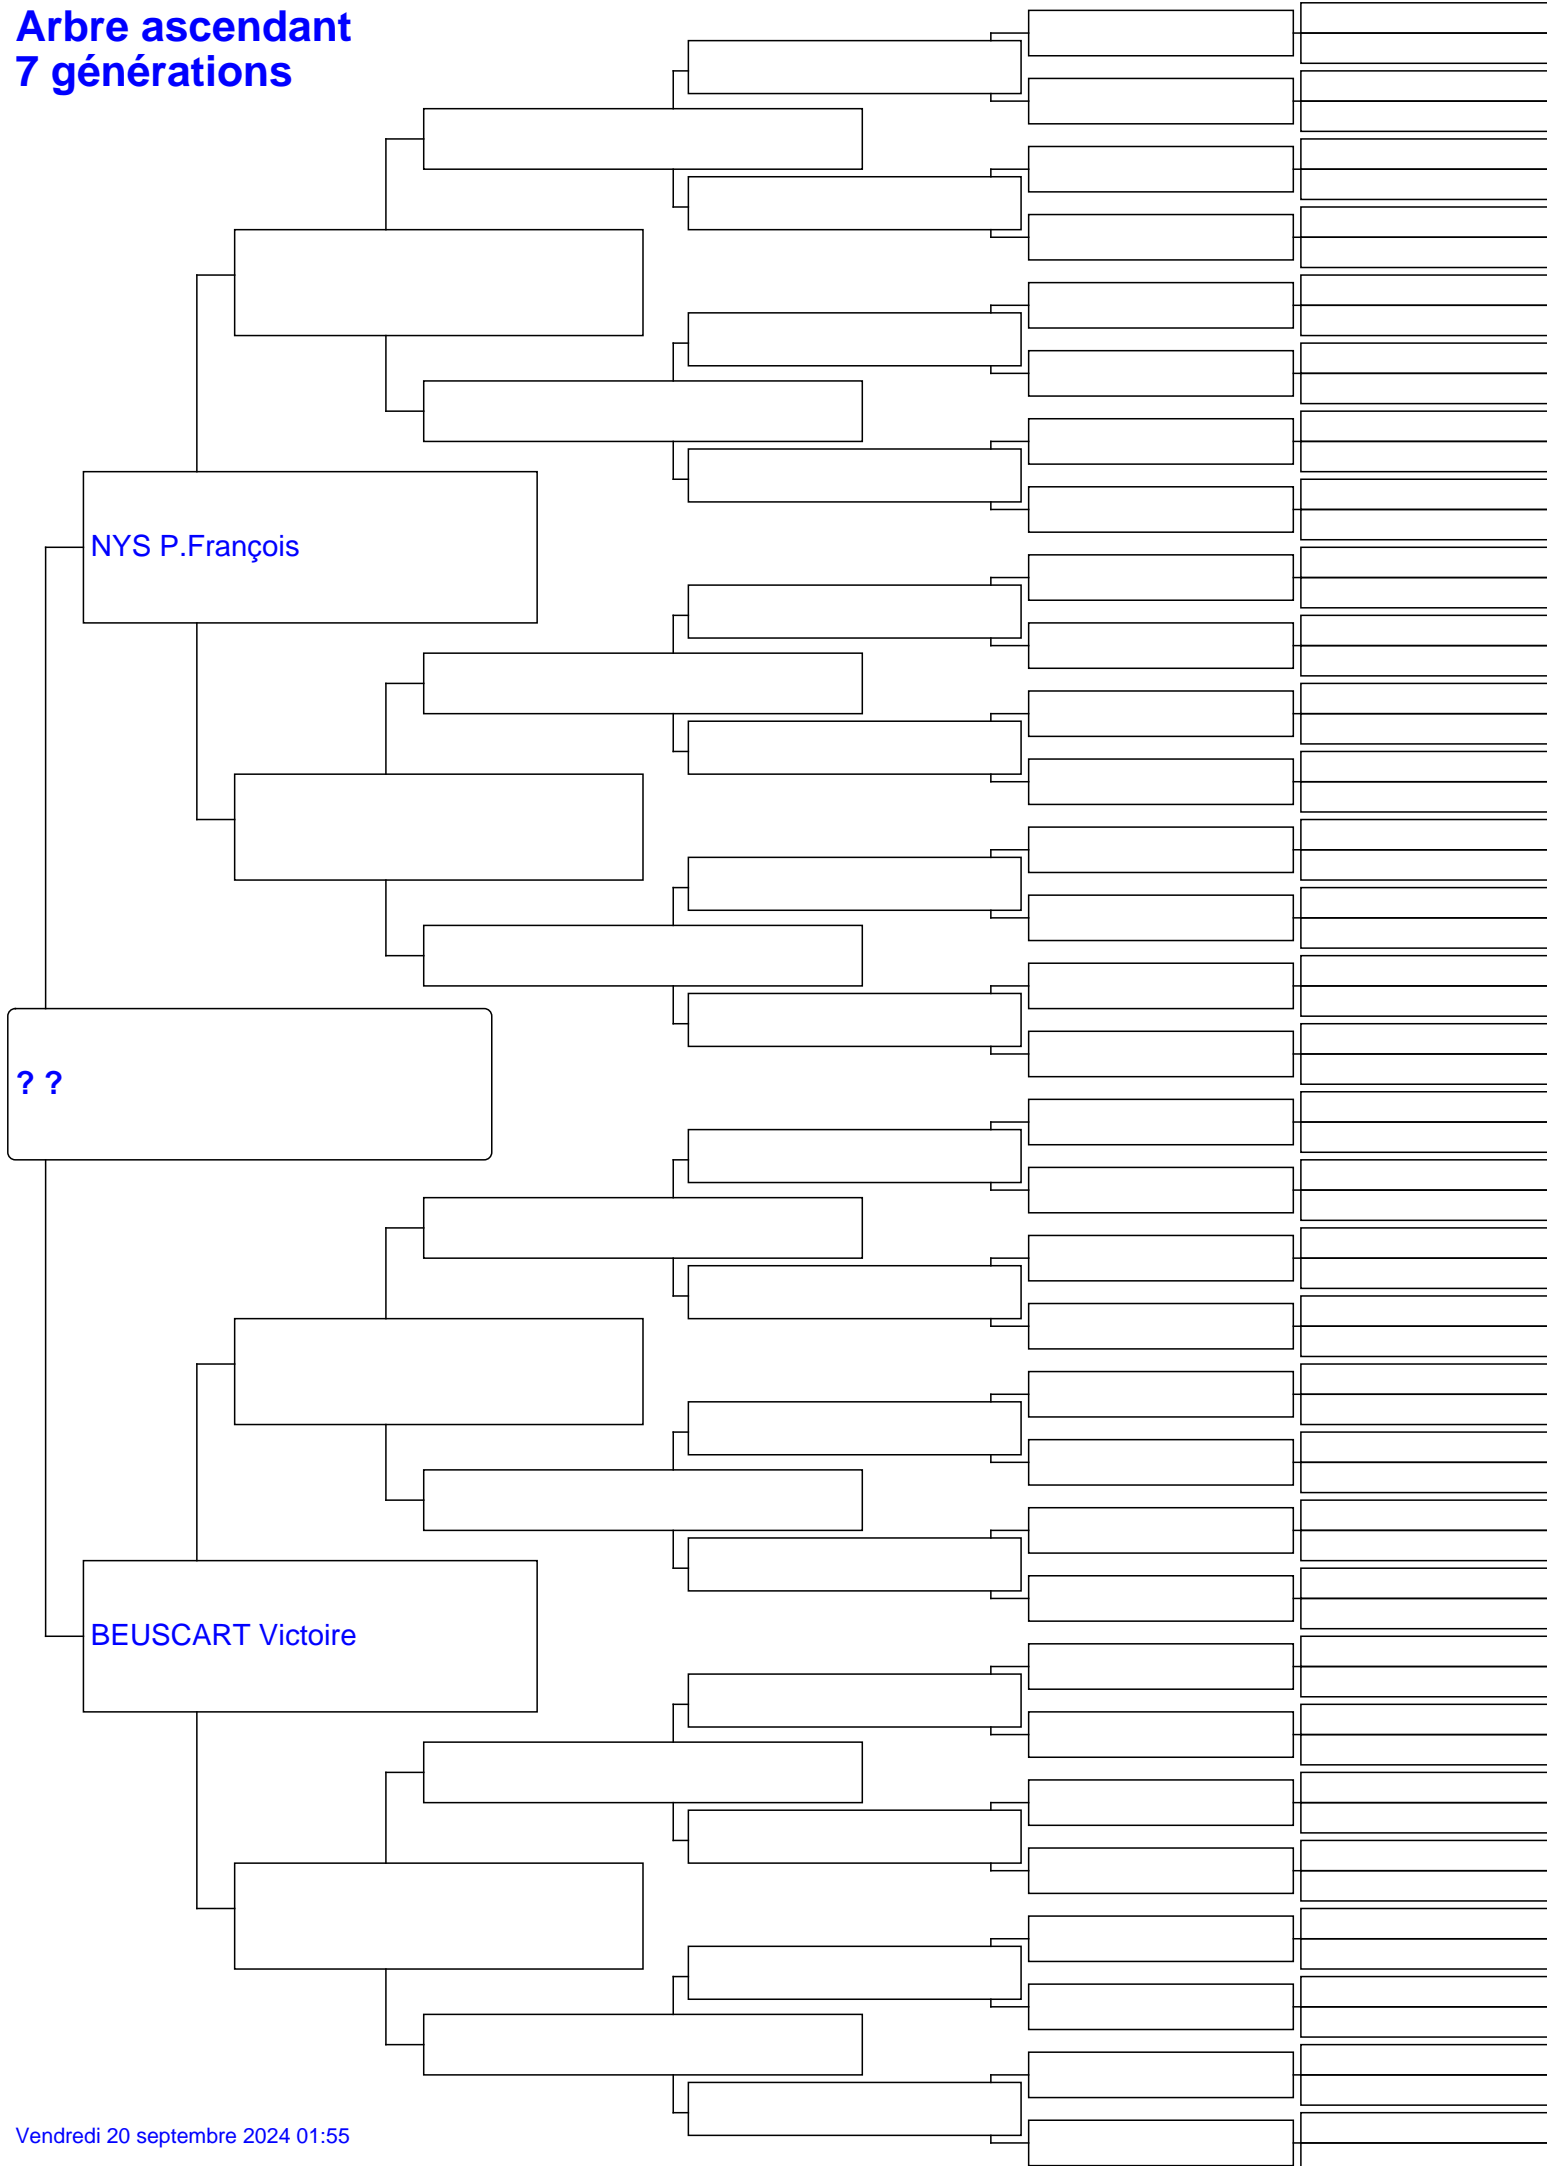 Arbre ascendant
7 générations
NYS P.François
? ?
BEUSCART Victoire
Vendredi 20 septembre 2024 01:55